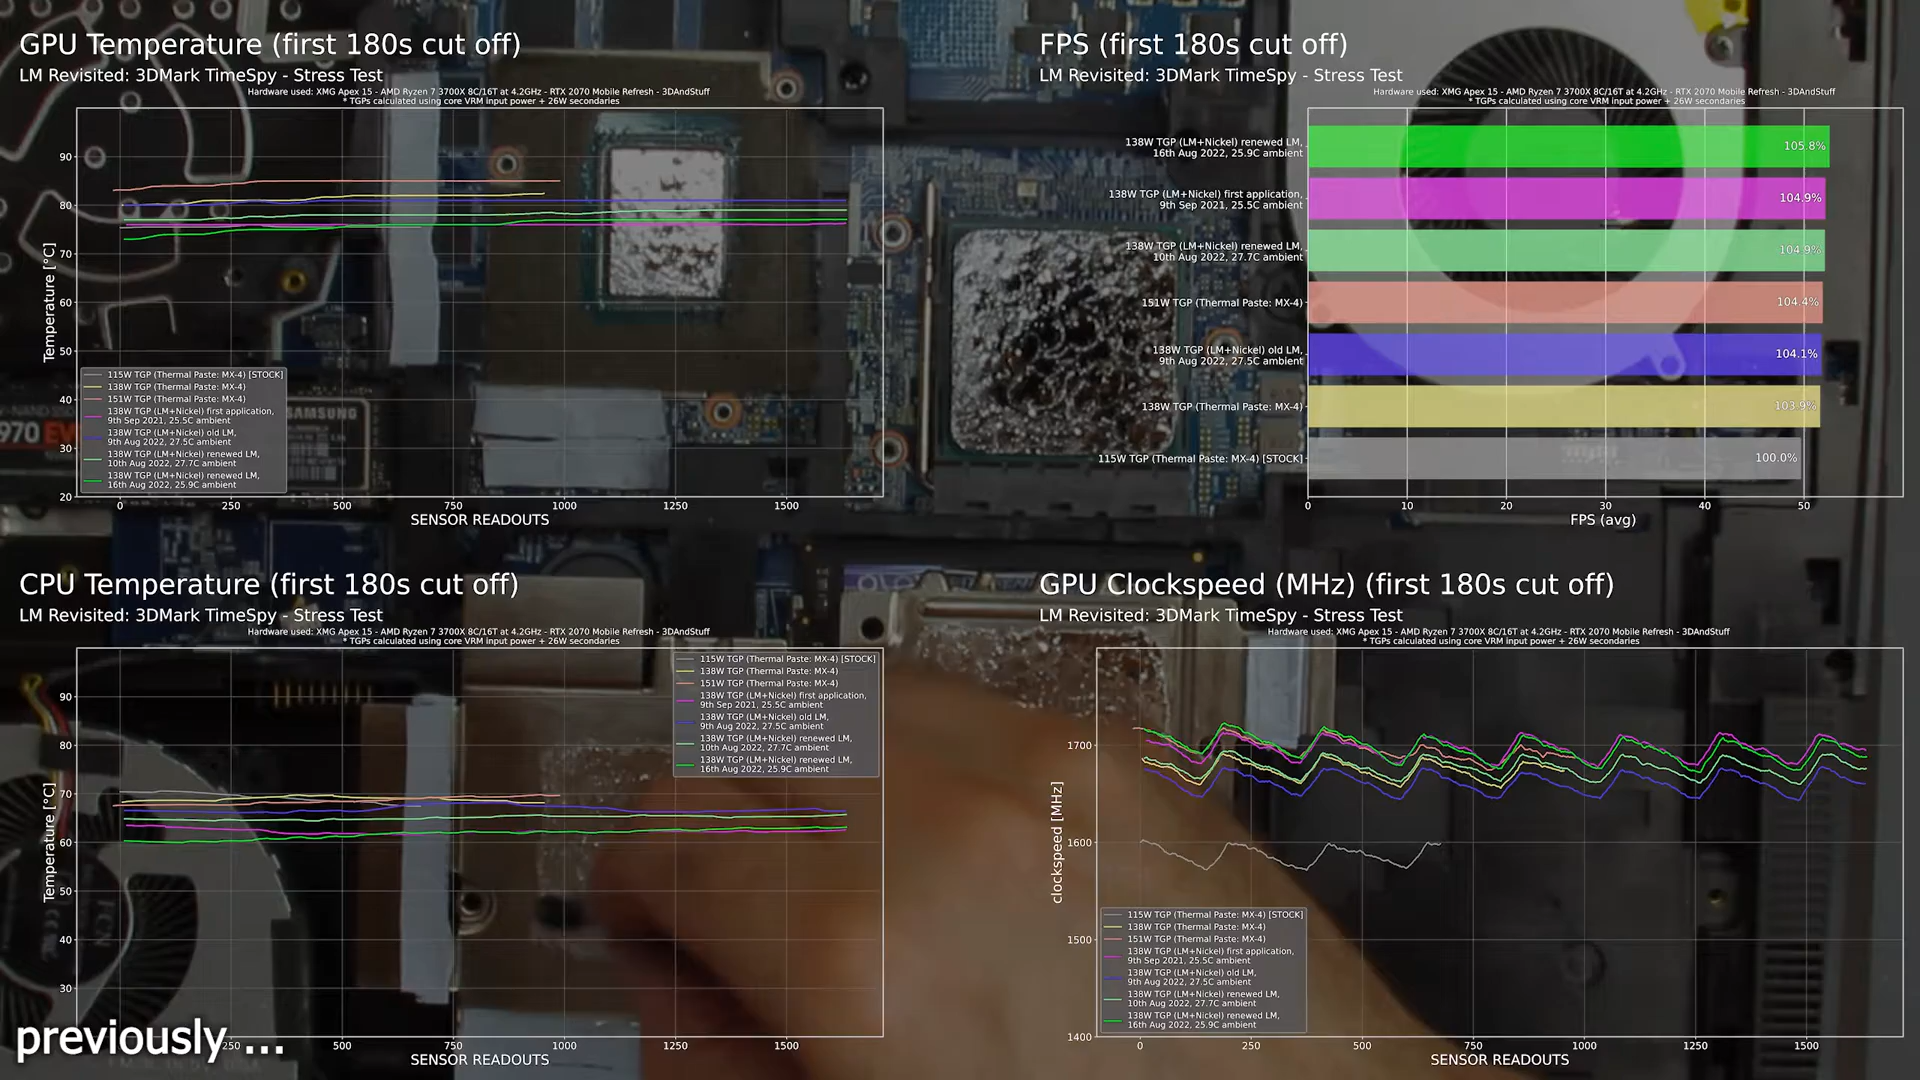 GPU Temperature (first 180s cut off)
LM Revisited: 3DMark TimeSpy - Stress Test
Hardware used: XMG Apex 15 - AMD Ryzen 7 3700X 8C/16T at 4.2GHz - RTX 2070 Mobile Refresh - 3DAndStuff
* TGPs calculated using core VRM input power + 26W secondaries
90
80
70
60
50
40
30
20
Temperature [°C]
115W TGP (Thermal Paste: MX-4) [STOCK]
138W TGP (Thermal Paste: MX-4)
151W TGP (Thermal Paste: MX-4)
138W TGP (LM+Nickel) first application,
9th Sep 2021, 25.5C ambient
138W TGP (LM+Nickel) old LM,
9th Aug 2022, 27.5C ambient
138W TGP (LM+Nickel) renewed LM,
10th Aug 2022, 27.7C ambient
138W TGP (LM+Nickel) renewed LM,
16th Aug 2022, 25.9C ambient
0 250 500 750 1000 1250 1500
SENSOR READOUTS
SAMSUNG
970
FPS (first 180s cut off)
LM Revisited: 3DMark TimeSpy - Stress Test
Hardware used: XMG Apex 15 - AMD Ryzen 7 3700X 8C/16T at 4.2GHz - RTX 2070 Mobile Refresh - 3DAndStuff
* TGPs calculated using core VRM input power + 26W secondaries
138W TGP (LM+Nickel) renewed LM,
16th Aug 2022, 25.9C ambient
105.8%
138W TGP (LM+Nickel) first application,
9th Sep 2021, 25.5C ambient
104.9%
138W TGP (LM+Nickel) renewed LM,
10th Aug 2022, 27.7C ambient
104.9%
151W TGP (Thermal Paste: MX-4)
104.4%
138W TGP (LM+Nickel) old LM,
9th Aug 2022, 27.5C ambient
104.1%
138W TGP (Thermal Paste: MX-4)
103.9%
115W TGP (Thermal Paste: MX-4) [STOCK]
100.0%
0 10 20 30 40 50
FPS (avg)
CPU Temperature (first 180s cut off)
LM Revisited: 3DMark TimeSpy - Stress Test
Hardware used: XMG Apex 15 - AMD Ryzen 7 3700X 8C/16T at 4.2GHz - RTX 2070 Mobile Refresh - 3DAndStuff
* TGPs calculated using core VRM input power + 26W secondaries
115W TGP (Thermal Paste: MX-4) [STOCK]
138W TGP (Thermal Paste: MX-4)
151W TGP (Thermal Paste: MX-4)
138W TGP (LM+Nickel) first application,
9th Sep 2021, 25.5C ambient
138W TGP (LM+Nickel) old LM,
9th Aug 2022, 27.5C ambient
138W TGP (LM+Nickel) renewed LM,
10th Aug 2022, 27.7C ambient
138W TGP (LM+Nickel) renewed LM,
16th Aug 2022, 25.9C ambient
90
80
70
60
50
40
30
Temperature [°C]
250 500 750 1000 1250 1500
SENSOR READOUTS
previously ...
GPU Clockspeed (MHz) (first 180s cut off)
LM Revisited: 3DMark TimeSpy - Stress Test
Hardware used: XMG Apex 15 - AMD Ryzen 7 3700X 8C/16T at 4.2GHz - RTX 2070 Mobile Refresh - 3DAndStuff
* TGPs calculated using core VRM input power + 26W secondaries
1700
1600
1500
1400
clockspeed [MHz]
115W TGP (Thermal Paste: MX-4) [STOCK]
138W TGP (Thermal Paste: MX-4)
151W TGP (Thermal Paste: MX-4)
138W TGP (LM+Nickel) first application,
9th Sep 2021, 25.5C ambient
138W TGP (LM+Nickel) old LM,
9th Aug 2022, 27.5C ambient
138W TGP (LM+Nickel) renewed LM,
10th Aug 2022, 27.7C ambient
138W TGP (LM+Nickel) renewed LM,
16th Aug 2022, 25.9C ambient
0 250 500 750 1000 1250 1500
SENSOR READOUTS